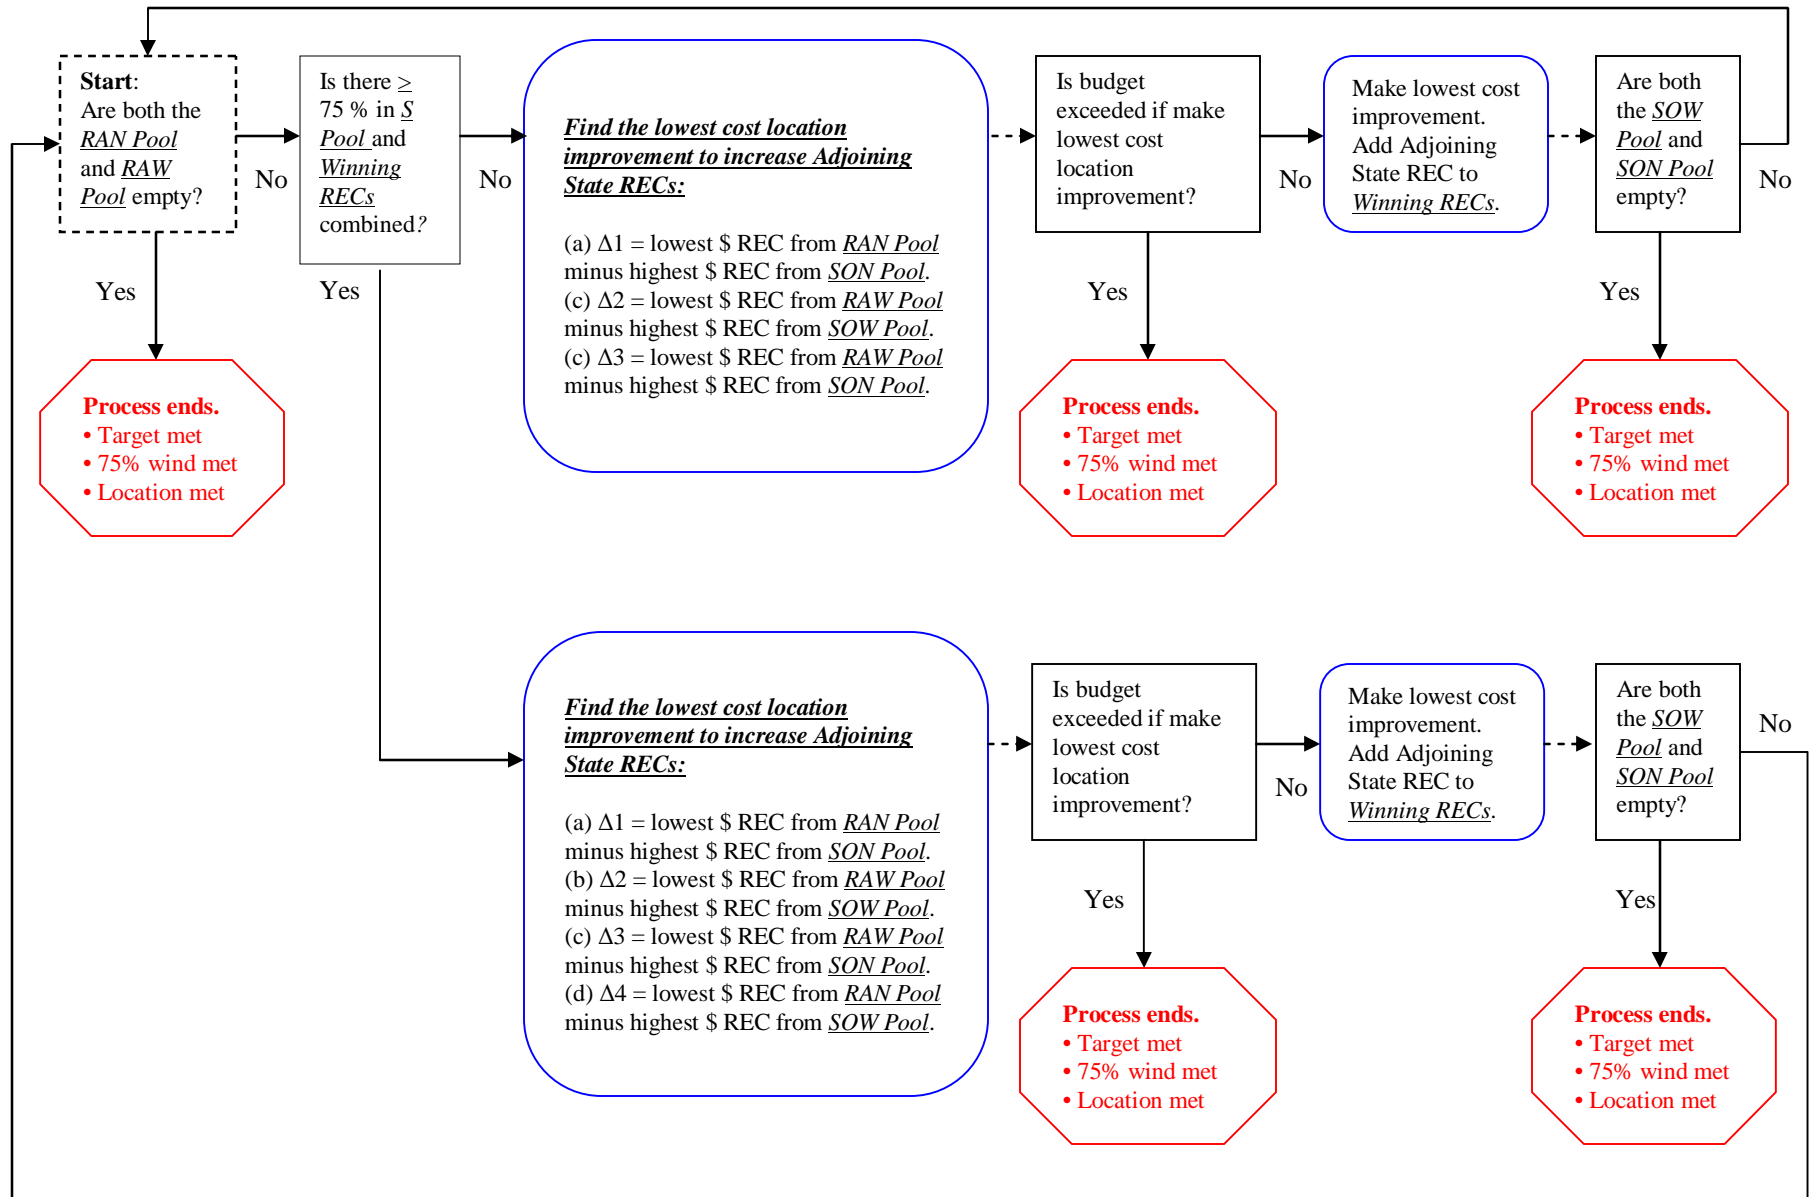 Start:
Are both the
RAN Pool
and RAW
Pool empty?
No
Yes
Process ends.
• Target met
• 75% wind met
• Location met
Is there ≥
75 % in S
Pool and
Winning
RECs
combined?
No
Yes
Find the lowest cost location
improvement to increase Adjoining
State RECs:
(a) Δ1 = lowest $ REC from RAN Pool
minus highest $ REC from SON Pool.
(c) Δ2 = lowest $ REC from RAW Pool
minus highest $ REC from SOW Pool.
(c) Δ3 = lowest $ REC from RAW Pool
minus highest $ REC from SON Pool.
Is budget
exceeded if make
lowest cost
location
improvement?
No
Yes
Process ends.
• Target met
• 75% wind met
• Location met
Make lowest cost
improvement.
Add Adjoining
State REC to
Winning RECs.
Are both
the SOW
Pool and
SON Pool
empty?
No
Yes
Process ends.
• Target met
• 75% wind met
• Location met
Find the lowest cost location
improvement to increase Adjoining
State RECs:
(a) Δ1 = lowest $ REC from RAN Pool
minus highest $ REC from SON Pool.
(b) Δ2 = lowest $ REC from RAW Pool
minus highest $ REC from SOW Pool.
(c) Δ3 = lowest $ REC from RAW Pool
minus highest $ REC from SON Pool.
(d) Δ4 = lowest $ REC from RAN Pool
minus highest $ REC from SOW Pool.
Is budget
exceeded if make
lowest cost
location
improvement?
No
Yes
Process ends.
• Target met
• 75% wind met
• Location met
Make lowest cost
improvement.
Add Adjoining
State REC to
Winning RECs.
Are both
the SOW
Pool and
SON Pool
empty?
No
Yes
Process ends.
• Target met
• 75% wind met
• Location met